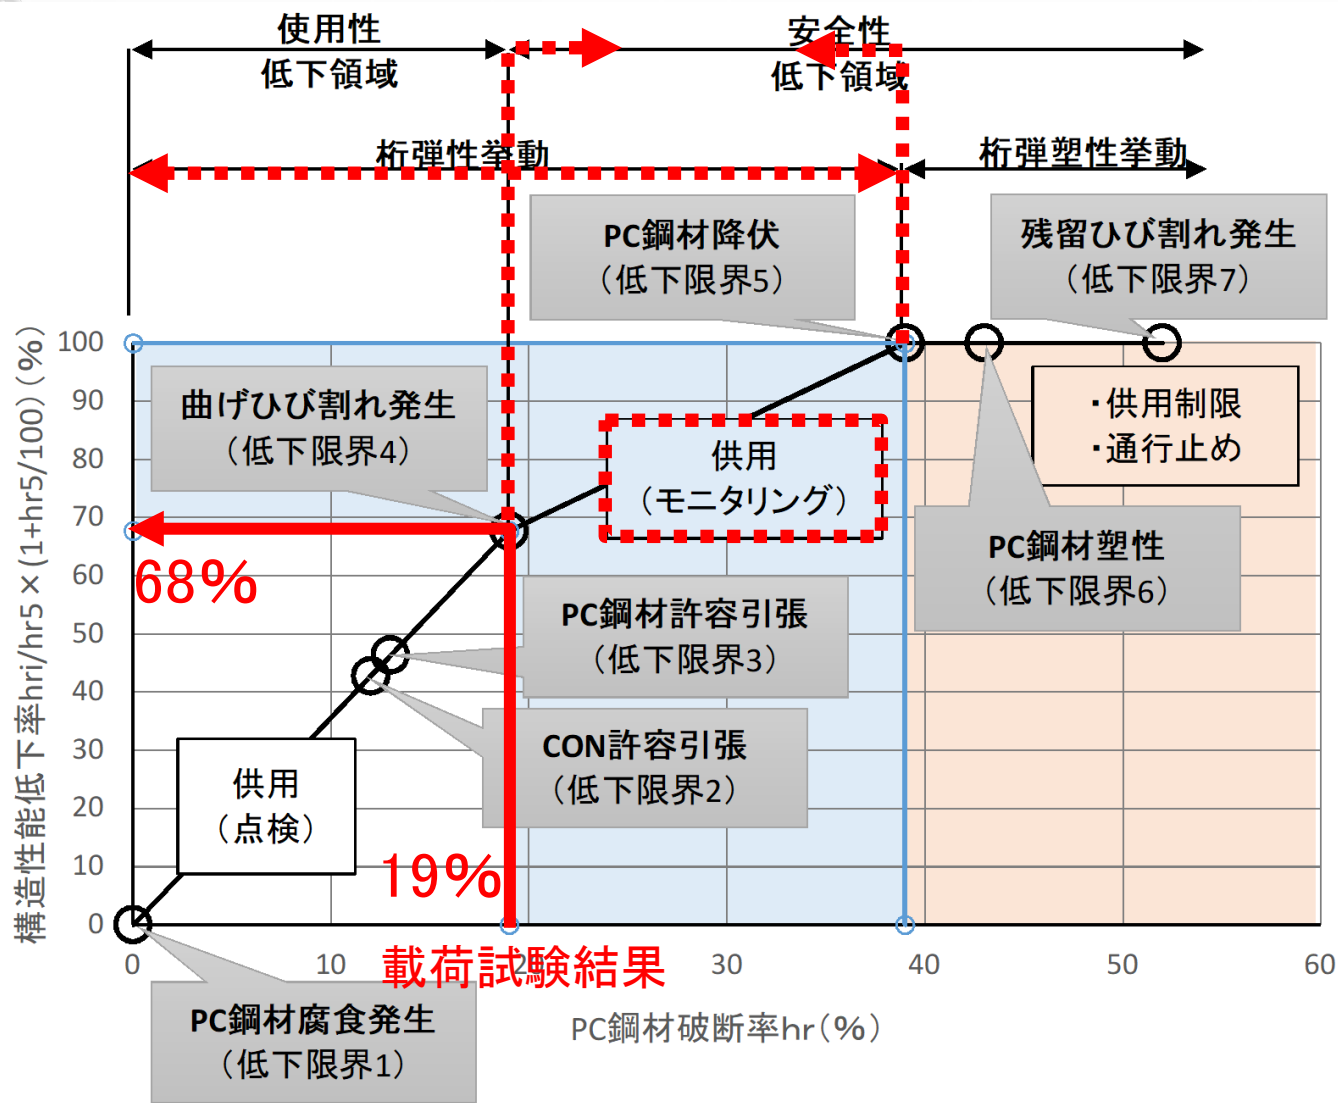 使用性
低下領域
安全性
低下領域
桁弾性挙動
桁弾塑性挙動
PC鋼材降伏
(低下限界5)
残留ひび割れ発生
(低下限界7)
構造性能低下率hri/hr5×(1+hr5/100)(%)
100
90
80
70
60
50
40
30
20
10
0
曲げひび割れ発生
(低下限界4)
供用
(モニタリング)
・供用制限
・通行止め
68%
PC鋼材塑性
(低下限界6)
PC鋼材許容引張
(低下限界3)
CON許容引張
(低下限界2)
供用
(点検)
19%
載荷試験結果
0
10
20
30
40
50
60
PC鋼材破断率hr(%)
PC鋼材腐食発生
(低下限界1)